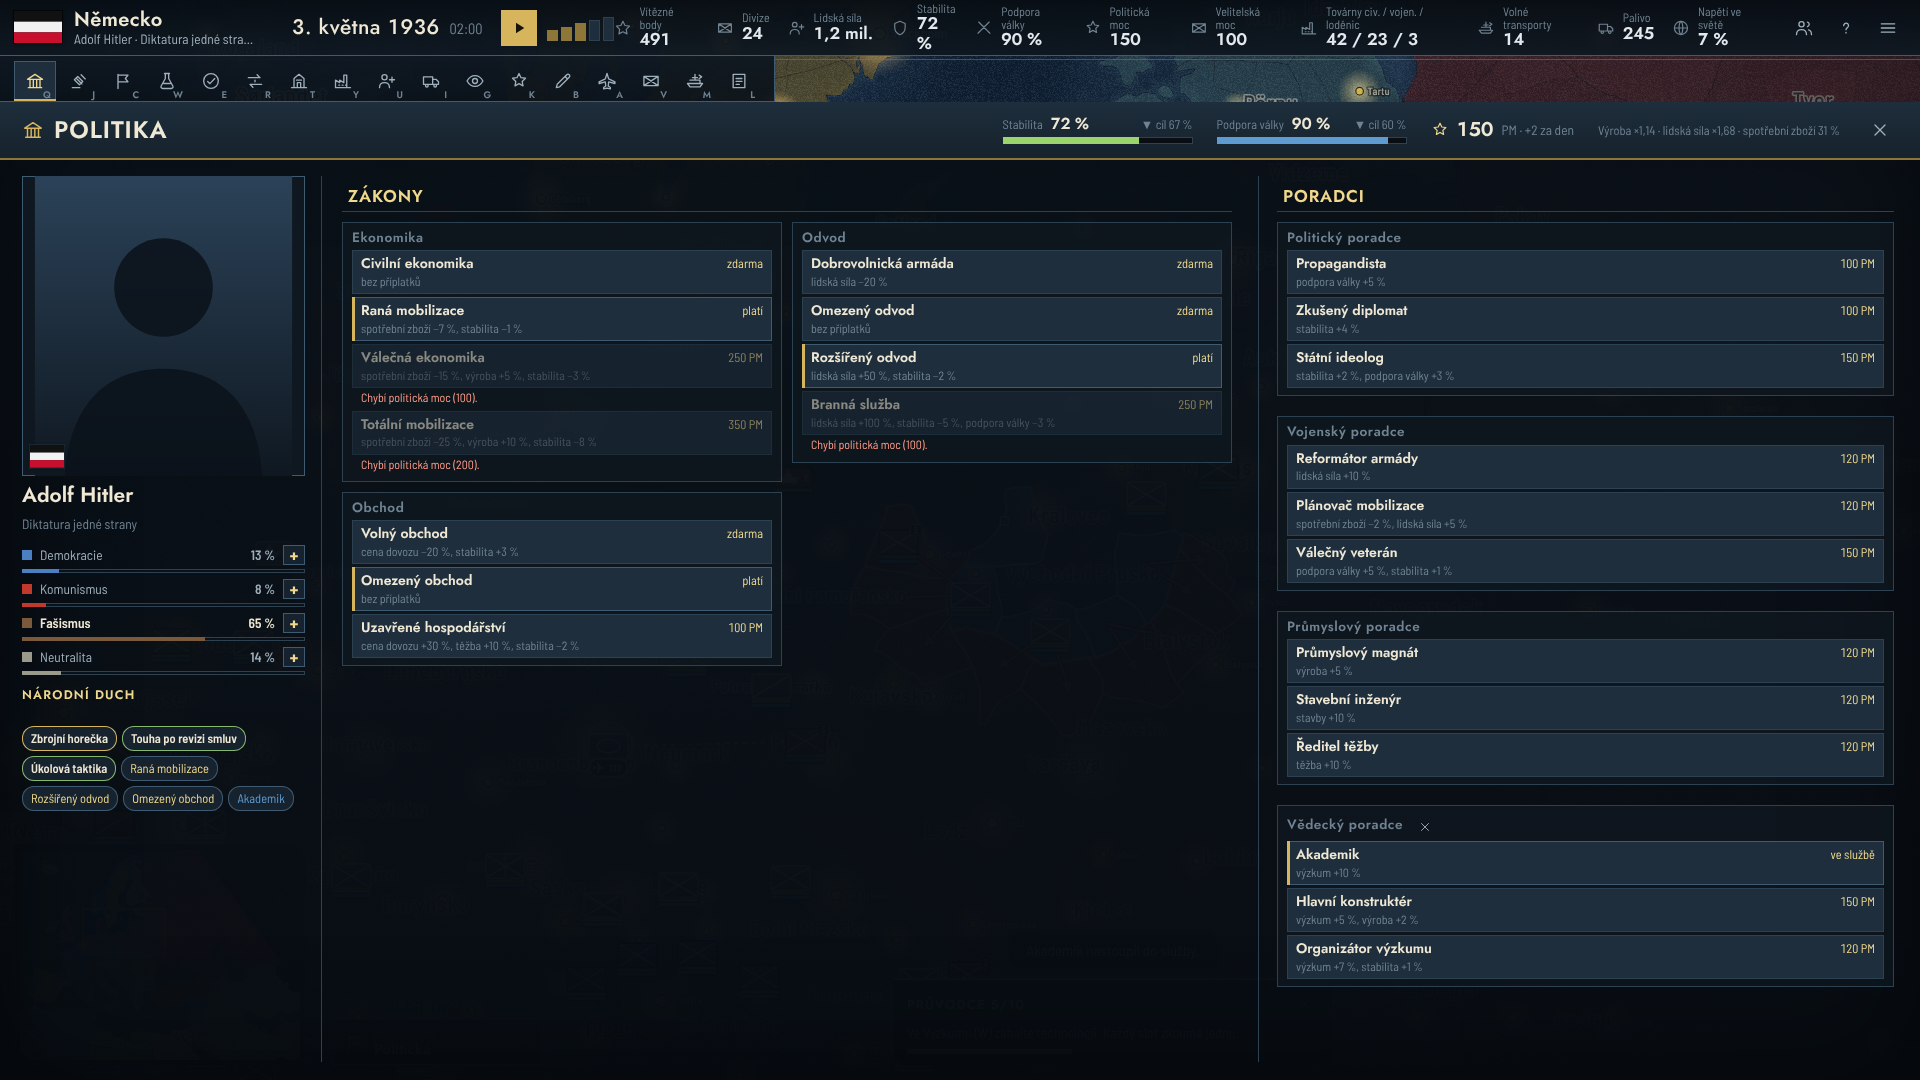 Německo
Adolf Hitler · Diktatura jedné stra...
3. května 1936 02:00
Vítězné body 491
Divize 24
Lidská síla 1,2 mil.
Stabilita 72 %
Podpora války 90 %
Politická moc 150
Velitelská moc 100
Továrny civ. / vojen. / loděnic 42 / 23 / 3
Volné transporty 14
Palivo 245
Napětí ve světě 7 %
?
Q J C W E R T Y U I G K B A V M L
Tartu
POLITIKA
Stabilita 72 % ▼ cíl 67 %
Podpora války 90 % ▼ cíl 60 %
150 PM · +2 za den
Výroba ×1,14 · lidská síla ×1,68 · spotřební zboží 31 %
Adolf Hitler
Diktatura jedné strany
Demokracie 13 % +
Komunismus 8 % +
Fašismus 65 % +
Neutralita 14 % +
NÁRODNÍ DUCH
Zbrojní horečka
Touha po revizi smluv
Úkolová taktika
Raná mobilizace
Rozšířený odvod
Omezený obchod
Akademik
ZÁKONY
Ekonomika
Civilní ekonomika zdarma
bez příplatků
Raná mobilizace platí
spotřební zboží −7 %, stabilita −1 %
Válečná ekonomika 250 PM
spotřební zboží −15 %, výroba +5 %, stabilita −3 %
Chybí politická moc (100).
Totální mobilizace 350 PM
spotřební zboží −25 %, výroba +10 %, stabilita −8 %
Chybí politická moc (200).
Odvod
Dobrovolnická armáda zdarma
lidská síla −20 %
Omezený odvod zdarma
bez příplatků
Rozšířený odvod platí
lidská síla +50 %, stabilita −2 %
Branná služba 250 PM
lidská síla +100 %, stabilita −5 %, podpora války −3 %
Chybí politická moc (100).
Obchod
Volný obchod zdarma
cena dovozu −20 %, stabilita +3 %
Omezený obchod platí
bez příplatků
Uzavřené hospodářství 100 PM
cena dovozu +30 %, těžba +10 %, stabilita −2 %
PORADCI
Politický poradce
Propagandista 100 PM
podpora války +5 %
Zkušený diplomat 100 PM
stabilita +4 %
Státní ideolog 150 PM
stabilita +2 %, podpora války +3 %
Vojenský poradce
Reformátor armády 120 PM
lidská síla +10 %
Plánovač mobilizace 120 PM
spotřební zboží −2 %, lidská síla +5 %
Válečný veterán 150 PM
podpora války +5 %, stabilita +1 %
Průmyslový poradce
Průmyslový magnát 120 PM
výroba +5 %
Stavební inženýr 120 PM
stavby +10 %
Ředitel těžby 120 PM
těžba +10 %
Vědecký poradce
Akademik ve službě
výzkum +10 %
Hlavní konstruktér 150 PM
výzkum +5 %, výroba +2 %
Organizátor výzkumu 120 PM
výzkum +7 %, stabilita +1 %